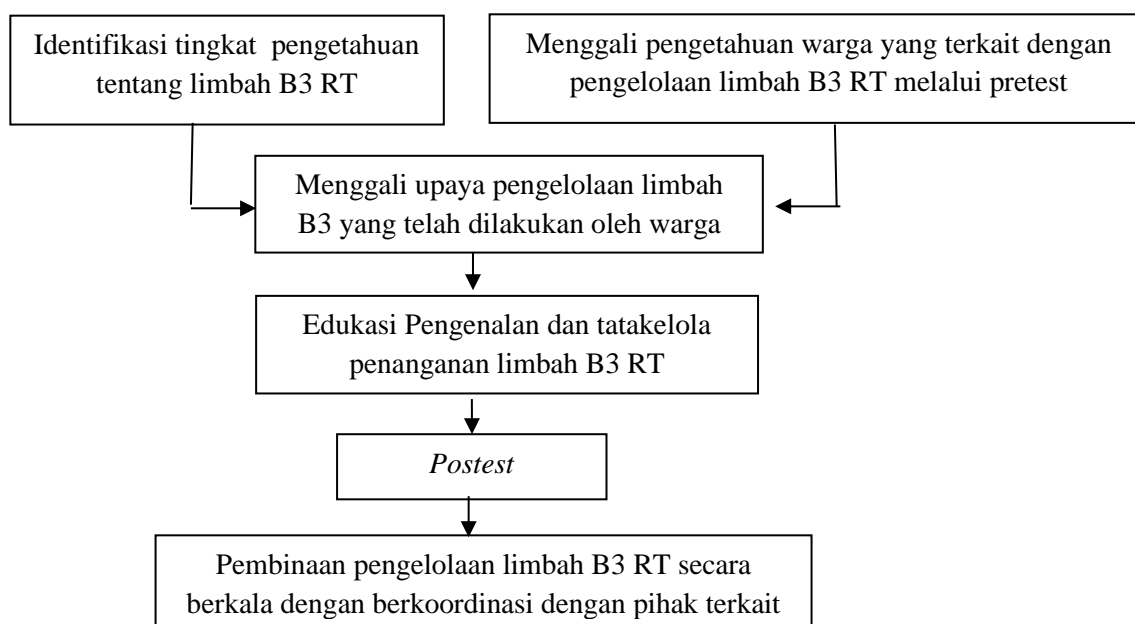 Identifikasi tingkat pengetahuan
tentang limbah B3 RT
Menggali pengetahuan warga yang terkait dengan
pengelolaan limbah B3 RT melalui pretest
Menggali upaya pengelolaan limbah
B3 yang telah dilakukan oleh warga
Edukasi Pengenalan dan tatakelola
penanganan limbah B3 RT
Postest
Pembinaan pengelolaan limbah B3 RT secara
berkala dengan berkoordinasi dengan pihak terkait